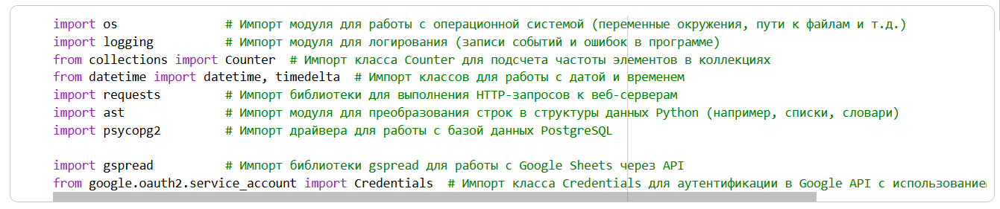 import os               # Импорт модуля для работы с операционной системой (переменные окружения, пути к файлам и т.д.)
import logging          # Импорт модуля для логирования (записи событий и ошибок в программе)
from collections import Counter  # Импорт класса Counter для подсчета частоты элементов в коллекциях
from datetime import datetime, timedelta  # Импорт классов для работы с датой и временем
import requests         # Импорт библиотеки для выполнения HTTP-запросов к веб-серверам
import ast              # Импорт модуля для преобразования строк в структуры данных Python (например, списки, словари)
import psycopg2         # Импорт драйвера для работы с базой данных PostgreSQL
import gspread          # Импорт библиотеки gspread для работы с Google Sheets через API
from google.oauth2.service_account import Credentials  # Импорт класса Credentials для аутентификации в Google API с